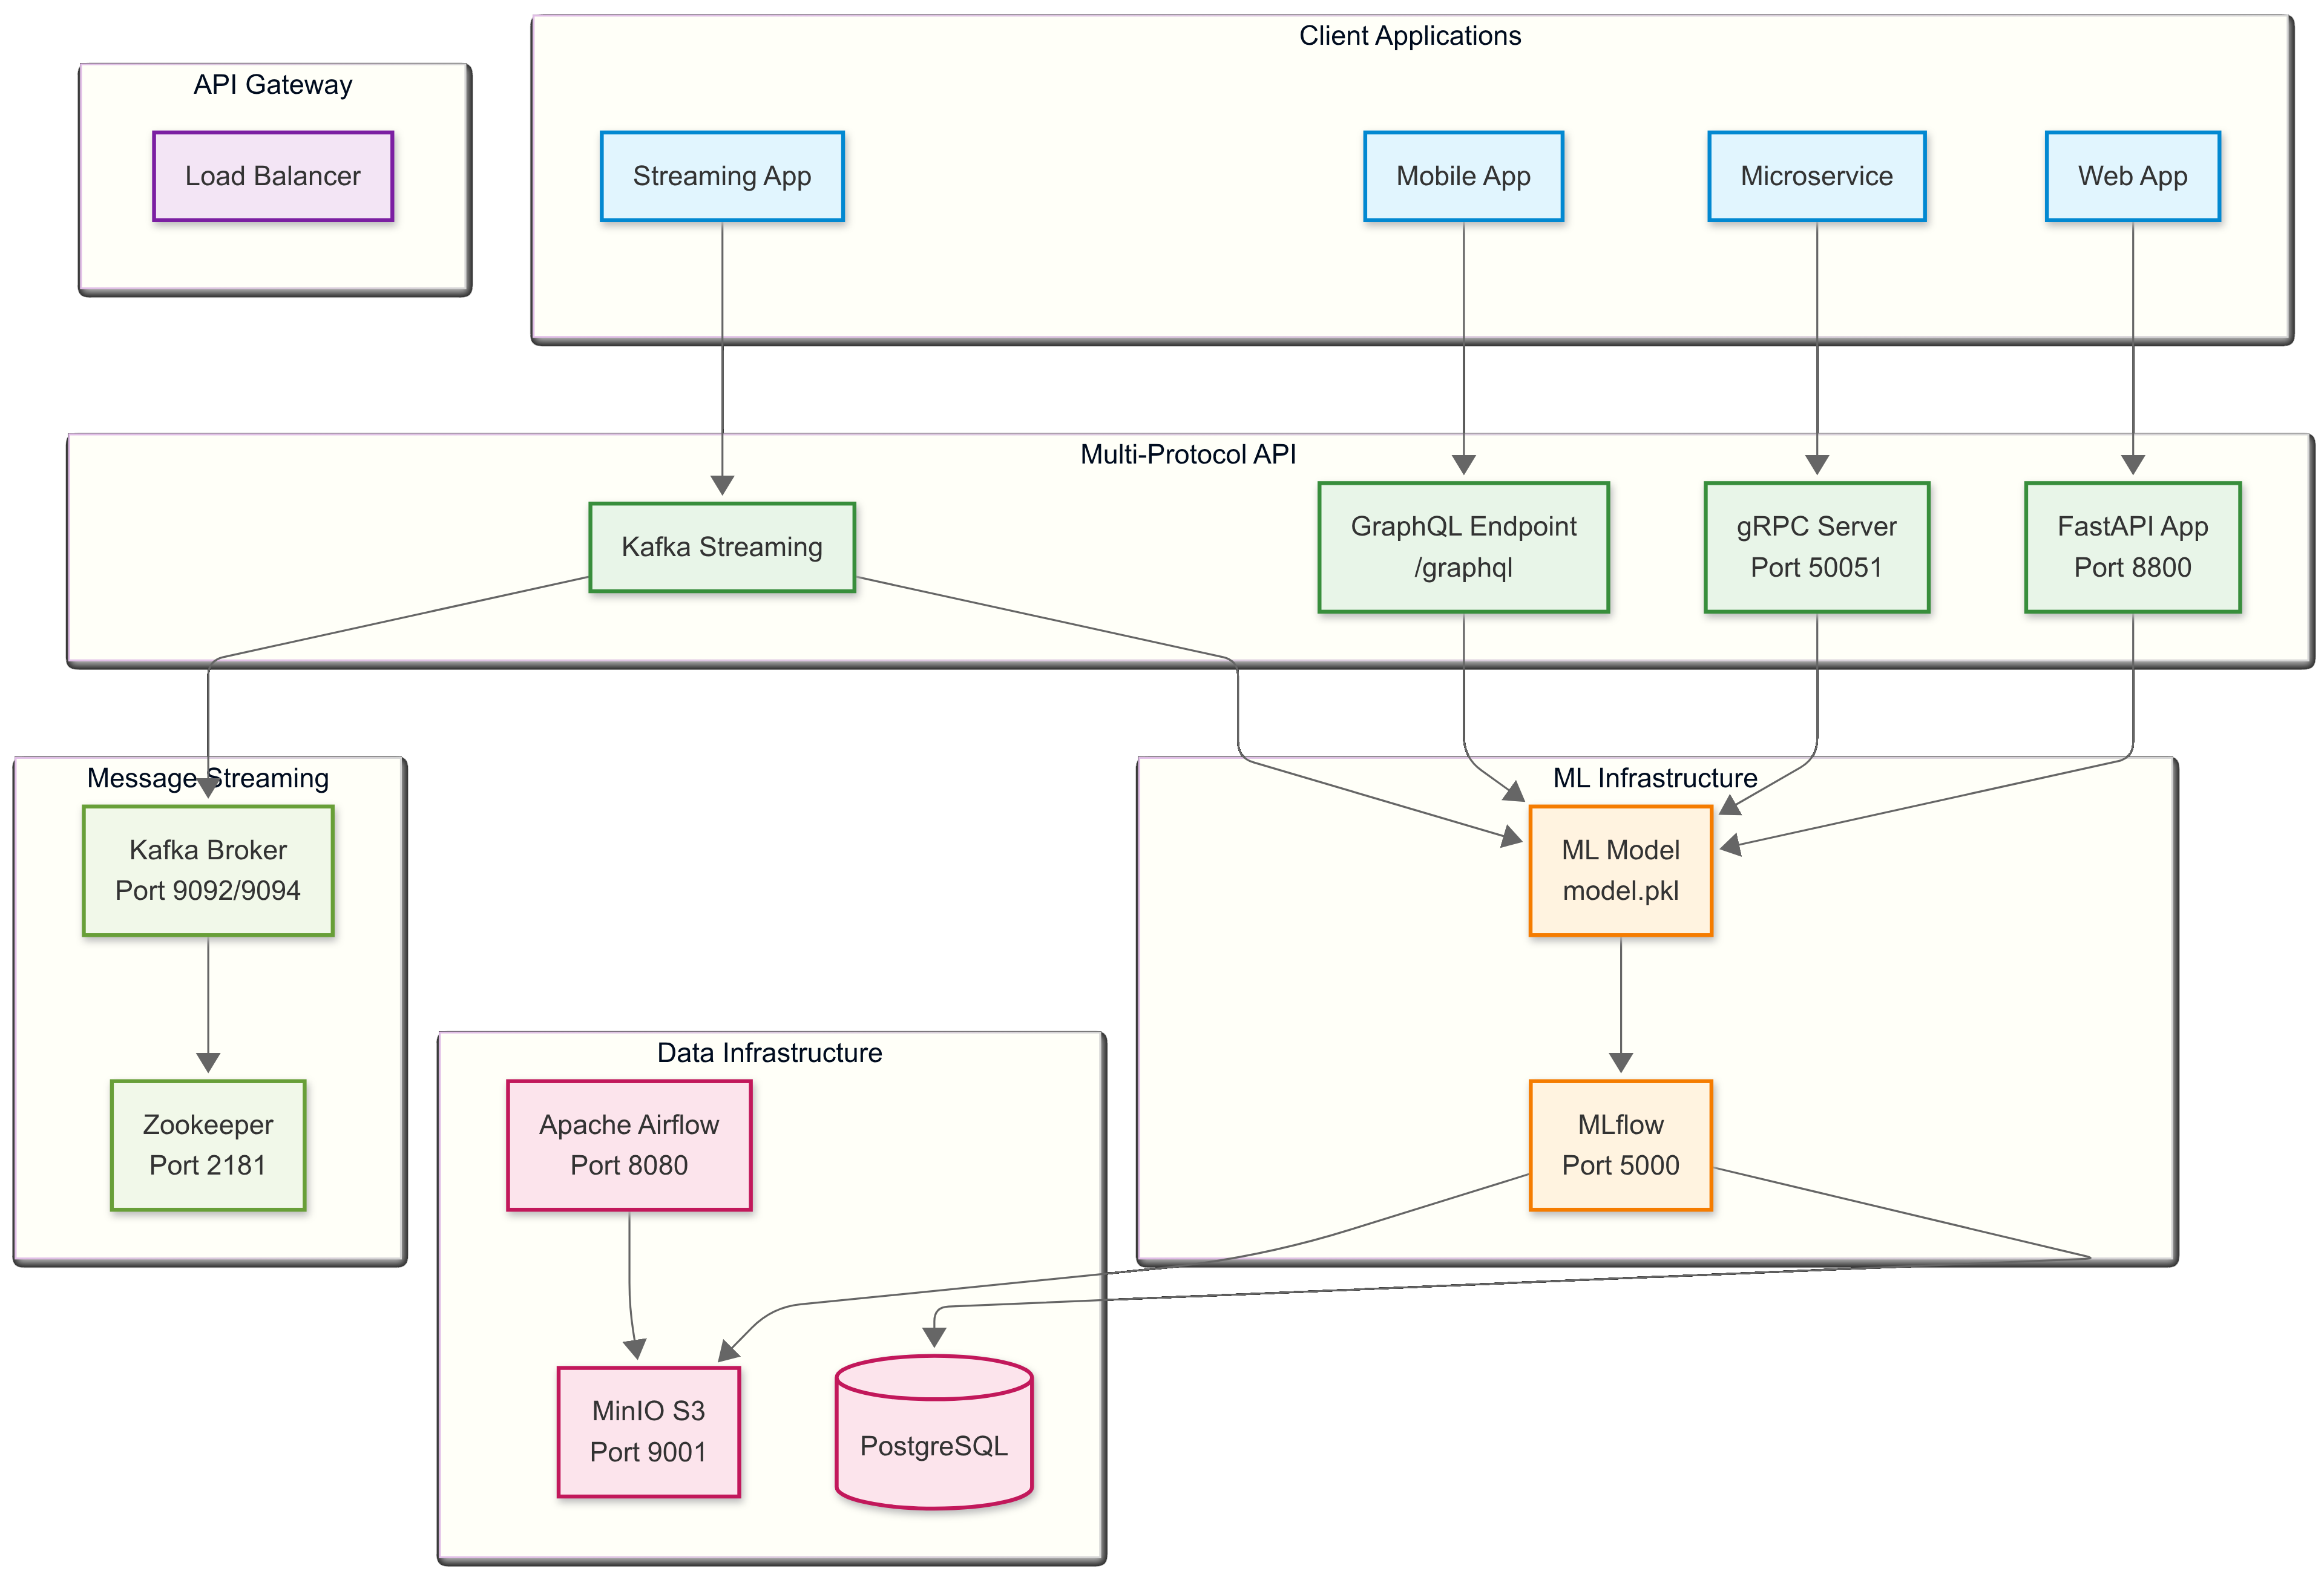 Client Applications
API Gateway
Load Balancer
Streaming App
Mobile App
Microservice
Web App
Multi-Protocol API
Kafka Streaming
GraphQL Endpoint
/graphql
gRPC Server
Port 50051
FastAPI App
Port 8800
Message Streaming
Kafka Broker
Port 9092/9094
Zookeeper
Port 2181
ML Infrastructure
ML Model
model.pkl
MLflow
Port 5000
Data Infrastructure
Apache Airflow
Port 8080
MinIO S3
Port 9001
PostgreSQL